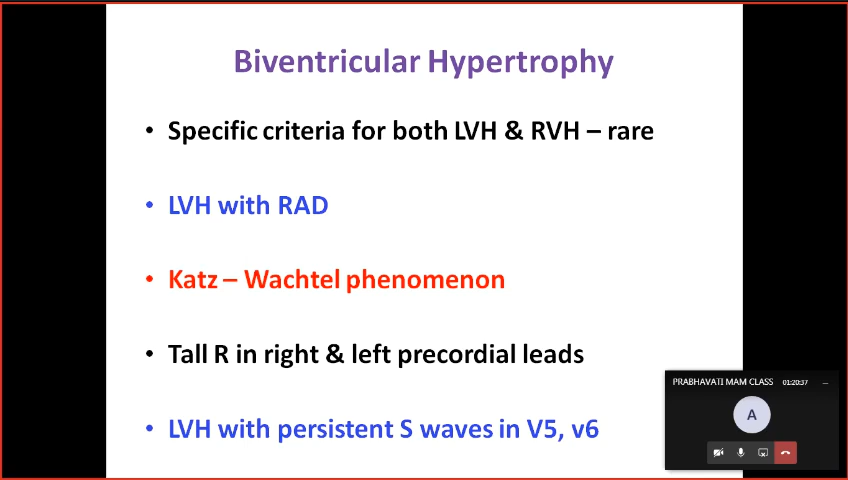 Biventricular Hypertrophy
• Specific criteria for both LVH & RVH – rare
• LVH with RAD
• Katz – Wachtel phenomenon
• Tall R in right & left precordial leads
• LVH with persistent S waves in V5, v6
PRABHAVATI MAM CLASS 01:20:37
A